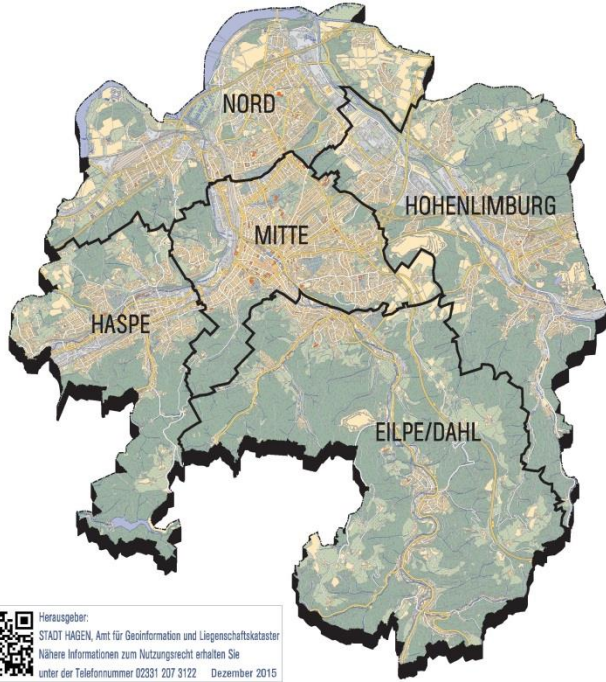 NORD
HOHENLIMBURG
MITTE
HASPE
EILPE/DAHL
Herausgeber:
STADT HAGEN, Amt für Geoinformation und Liegenschaftskataster
Nähere Informationen zum Nutzungsrecht erhalten Sie
unter der Telefonnummer 02331 207 3122 Dezember 2015